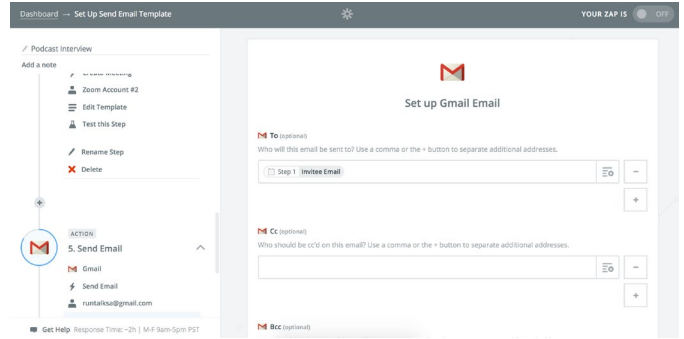 Dashboard → Set Up Send Email Template
YOUR ZAP IS OFF
Podcast Interview
Add a note
Create Meeting
Zoom Account #2
Edit Template
Test this Step
Rename Step
Delete
ACTION
5. Send Email
Gmail
Send Email
runtalksa@gmail.com
Get Help Response Time: ~2h | M-F 9am-5pm PST
Set up Gmail Email
To (optional)
Who will this email be sent to? Use a comma or the + button to separate additional addresses.
Step 1 Invitee Email
Cc (optional)
Who should be cc'd on this email? Use a comma or the + button to separate additional addresses.
Bcc (optional)